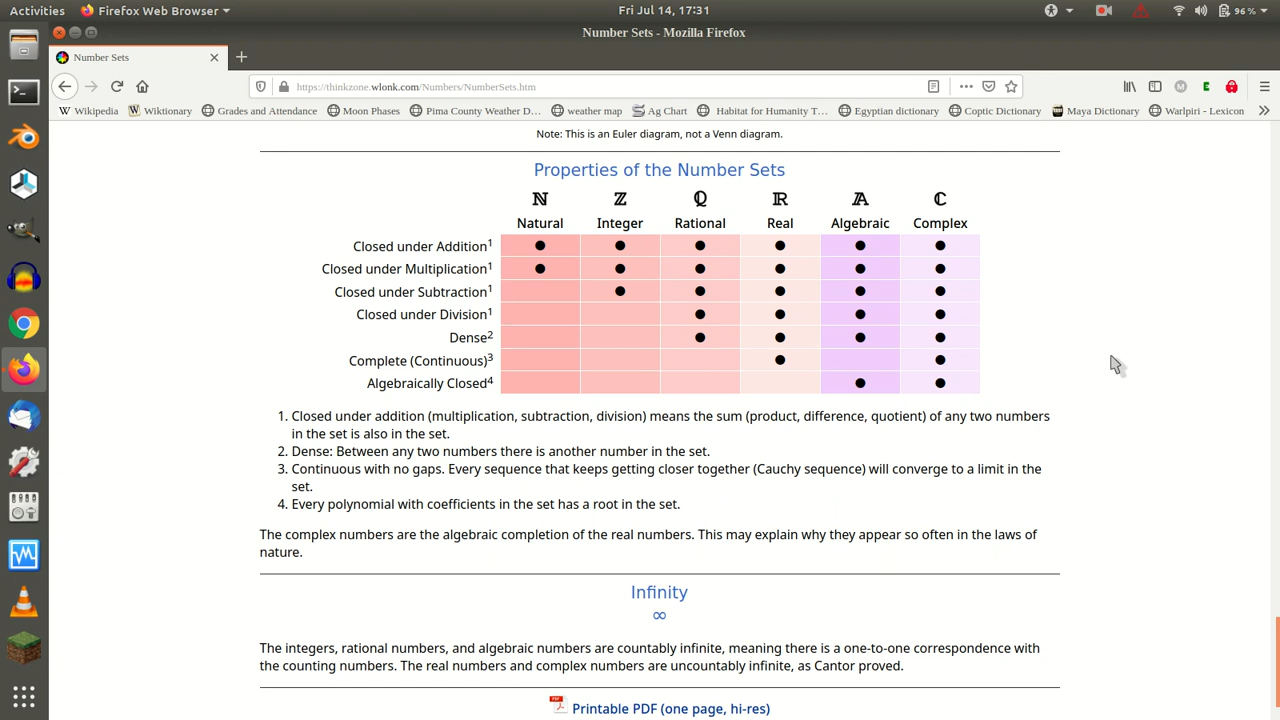 Activities Firefox Web Browser Fri Jul 14, 17:31 96 %
Number Sets - Mozilla Firefox
Number Sets
https://thinkzone.wlonk.com/Numbers/NumberSets.htm
Wikipedia Wiktionary Grades and Attendance Moon Phases Pima County Weather D… weather map Ag Chart Habitat for Humanity T… Egyptian dictionary Coptic Dictionary Maya Dictionary Warlpiri - Lexicon
Note: This is an Euler diagram, not a Venn diagram.
Properties of the Number Sets
ℕ ℤ ℚ ℝ 𝔸 ℂ
Natural Integer Rational Real Algebraic Complex
Closed under Addition¹ ● ● ● ● ● ●
Closed under Multiplication¹ ● ● ● ● ● ●
Closed under Subtraction¹ ● ● ● ● ●
Closed under Division¹ ● ● ● ●
Dense² ● ● ● ●
Complete (Continuous)³ ● ●
Algebraically Closed⁴ ● ●
1. Closed under addition (multiplication, subtraction, division) means the sum (product, difference, quotient) of any two numbers
in the set is also in the set.
2. Dense: Between any two numbers there is another number in the set.
3. Continuous with no gaps. Every sequence that keeps getting closer together (Cauchy sequence) will converge to a limit in the
set.
4. Every polynomial with coefficients in the set has a root in the set.
The complex numbers are the algebraic completion of the real numbers. This may explain why they appear so often in the laws of
nature.
Infinity
∞
The integers, rational numbers, and algebraic numbers are countably infinite, meaning there is a one-to-one correspondence with
the counting numbers. The real numbers and complex numbers are uncountably infinite, as Cantor proved.
Printable PDF (one page, hi-res)